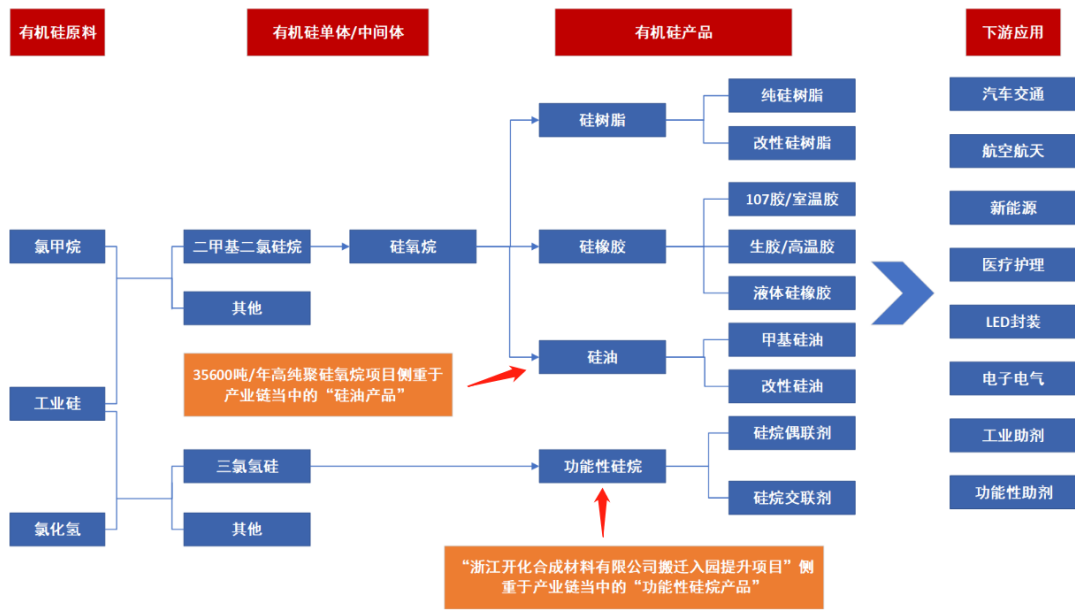 有机硅原料
有机硅单体/中间体
有机硅产品
下游应用
氯甲烷
工业硅
氯化氢
二甲基二氯硅烷
其他
硅氧烷
35600吨/年高纯聚硅氧烷项目侧重于
产业链当中的“硅油产品”
三氯氢硅
其他
硅树脂
纯硅树脂
改性硅树脂
硅橡胶
107胶/室温胶
生胶/高温胶
液体硅橡胶
硅油
甲基硅油
改性硅油
功能性硅烷
硅烷偶联剂
硅烷交联剂
“浙江开化合成材料有限公司搬迁入园提升项目”侧
重于产业链当中的“功能性硅烷产品”
汽车交通
航空航天
新能源
医疗护理
LED封装
电子电气
工业助剂
功能性助剂